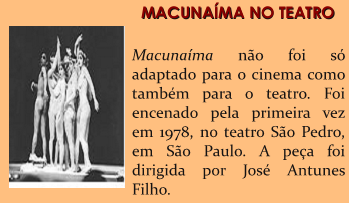 MACUNAÍMA NO TEATRO
Macunaíma não foi só
adaptado para o cinema como
também para o teatro. Foi
encenado pela primeira vez
em 1978, no teatro São Pedro,
em São Paulo. A peça foi
dirigida por José Antunes
Filho.